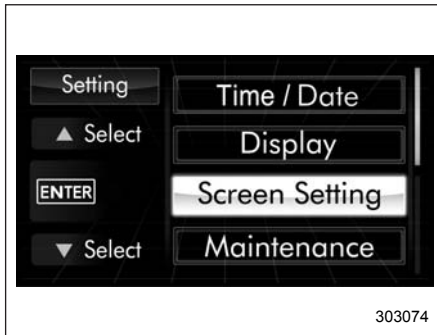 Setting
▲ Select
ENTER
▼ Select
Time / Date
Display
Screen Setting
Maintenance
303074